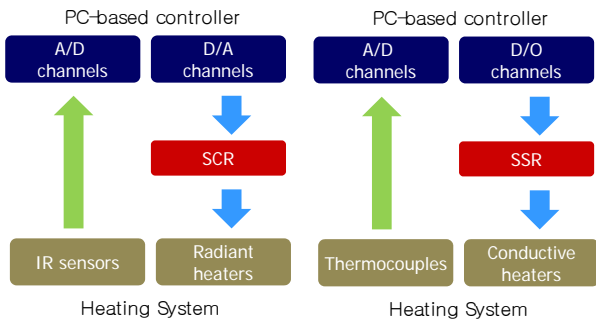 PC-based controller
A/D
channels
D/A
channels
SCR
IR sensors
Radiant
heaters
Heating System
PC-based controller
A/D
channels
D/O
channels
SSR
Thermocouples
Conductive
heaters
Heating System